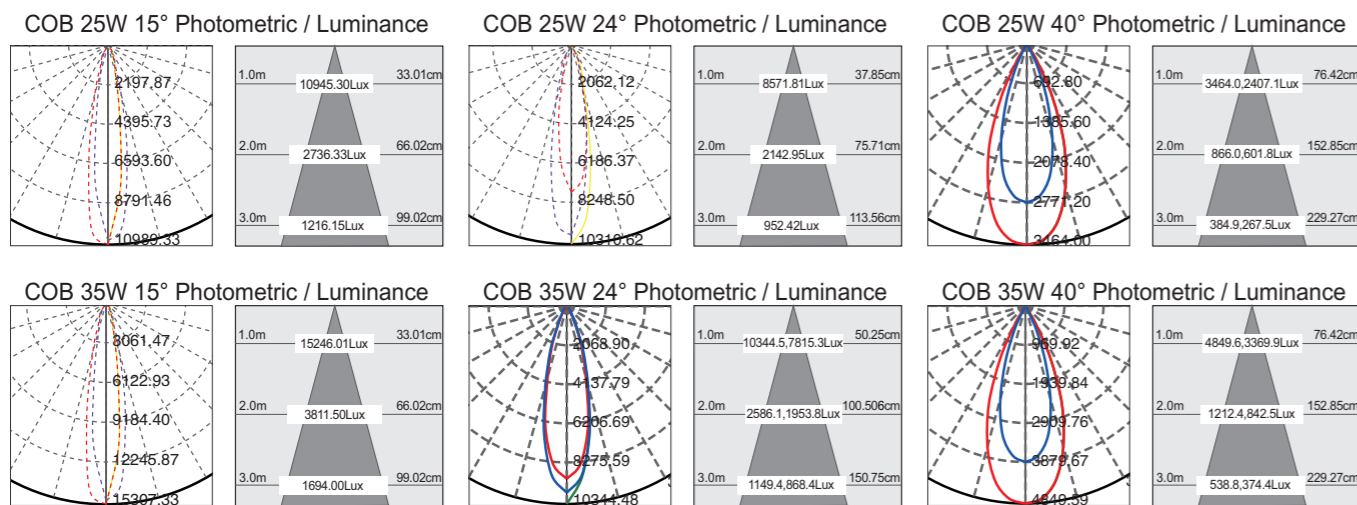 COB 25W 15° Photometric / Luminance
2197.87
4395.73
6593.60
8791.46
10989.33
1.0m 10945.30Lux 33.01cm
2.0m 2736.33Lux 66.02cm
3.0m 1216.15Lux 99.02cm
COB 25W 24° Photometric / Luminance
2062.12
4124.25
6186.37
8248.50
10310.62
1.0m 8571.81Lux 37.85cm
2.0m 2142.95Lux 75.71cm
3.0m 952.42Lux 113.56cm
COB 25W 40° Photometric / Luminance
692.80
1385.60
2078.40
2771.20
3464.00
1.0m 3464.0,2407.1Lux 76.42cm
2.0m 866.0,601.8Lux 152.85cm
3.0m 384.9,267.5Lux 229.27cm
COB 35W 15° Photometric / Luminance
3061.47
6122.93
9184.40
12245.87
15307.33
1.0m 15246.01Lux 33.01cm
2.0m 3811.50Lux 66.02cm
3.0m 1694.00Lux 99.02cm
COB 35W 24° Photometric / Luminance
2068.90
4137.79
6206.69
8275.59
10344.48
1.0m 10344.5,7815.3Lux 50.25cm
2.0m 2586.1,1953.8Lux 100.506cm
3.0m 1149.4,868.4Lux 150.75cm
COB 35W 40° Photometric / Luminance
969.92
1939.84
2909.76
3879.67
4849.59
1.0m 4849.6,3369.9Lux 76.42cm
2.0m 1212.4,842.5Lux 152.85cm
3.0m 538.8,374.4Lux 229.27cm